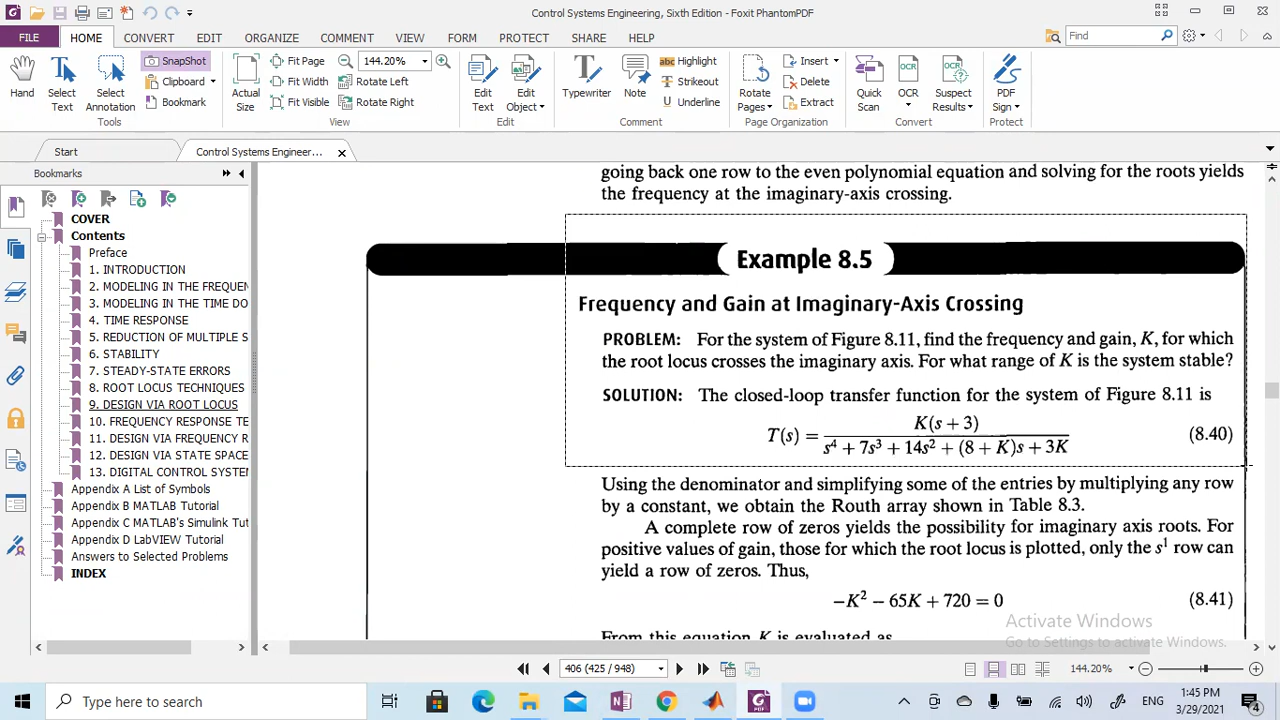 Control Systems Engineering, Sixth Edition - Foxit PhantomPDF
FILE HOME CONVERT EDIT ORGANIZE COMMENT VIEW FORM PROTECT SHARE HELP Find
Hand
Select Text
Select Annotation
SnapShot
Clipboard
Bookmark
Tools
Actual Size
Fit Page
Fit Width
Fit Visible
144.20%
Rotate Left
Rotate Right
View
Edit Text
Edit Object
Edit
Typewriter
Note
abc Highlight
Strikeout
Underline
Comment
Rotate Pages
Insert
Delete
Extract
Page Organization
Quick Scan
OCR
OCR
Suspect Results
Convert
PDF Sign
Protect
Start
Control Systems Engineer...
Bookmarks
COVER
Contents
Preface
1. INTRODUCTION
2. MODELING IN THE FREQUEN
3. MODELING IN THE TIME DO
4. TIME RESPONSE
5. REDUCTION OF MULTIPLE S
6. STABILITY
7. STEADY-STATE ERRORS
8. ROOT LOCUS TECHNIQUES
9. DESIGN VIA ROOT LOCUS
10. FREQUENCY RESPONSE TE
11. DESIGN VIA FREQUENCY R
12. DESIGN VIA STATE SPACE
13. DIGITAL CONTROL SYSTEM
Appendix A List of Symbols
Appendix B MATLAB Tutorial
Appendix C MATLAB's Simulink Tut
Appendix D LabVIEW Tutorial
Answers to Selected Problems
INDEX
going back one row to the even polynomial equation and solving for the roots yields
the frequency at the imaginary-axis crossing.
Example 8.5
Frequency and Gain at Imaginary-Axis Crossing
PROBLEM: For the system of Figure 8.11, find the frequency and gain, K, for which
the root locus crosses the imaginary axis. For what range of K is the system stable?
SOLUTION: The closed-loop transfer function for the system of Figure 8.11 is
T(s) = K(s + 3) / (s⁴ + 7s³ + 14s² + (8 + K)s + 3K) (8.40)
Using the denominator and simplifying some of the entries by multiplying any row
by a constant, we obtain the Routh array shown in Table 8.3.
A complete row of zeros yields the possibility for imaginary axis roots. For
positive values of gain, those for which the root locus is plotted, only the s¹ row can
yield a row of zeros. Thus,
−K² − 65K + 720 = 0 (8.41)
From this equation K is evaluated as
Activate Windows
Go to Settings to activate Windows.
406 (425 / 948)
144.20%
Type here to search
ENG
1:45 PM
3/29/2021
4